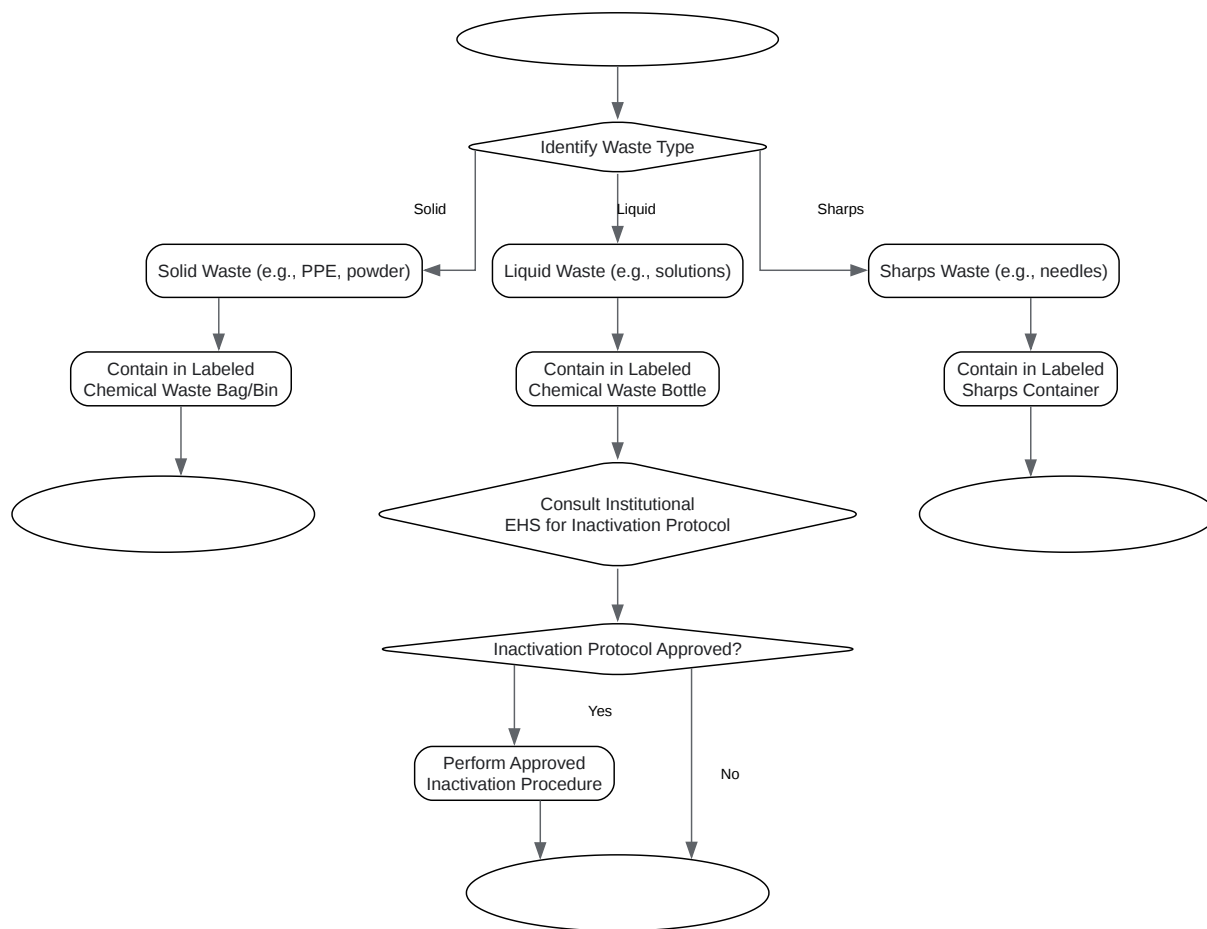 Identify Waste Type
Solid
Liquid
Sharps
Solid Waste (e.g., PPE, powder)
Liquid Waste (e.g., solutions)
Sharps Waste (e.g., needles)
Contain in Labeled
Chemical Waste Bag/Bin
Contain in Labeled
Chemical Waste Bottle
Contain in Labeled
Sharps Container
Consult Institutional
EHS for Inactivation Protocol
Inactivation Protocol Approved?
Yes
Perform Approved
Inactivation Procedure
No